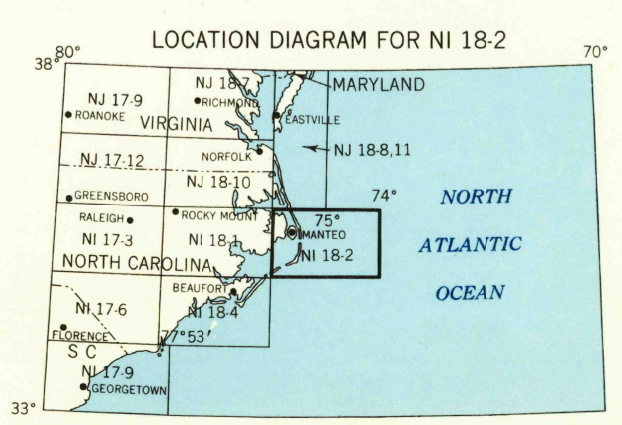 LOCATION DIAGRAM FOR NI 18-2
80°
70°
38°
NJ 18-7
MARYLAND
NJ 17-9
RICHMOND
ROANOKE
VIRGINIA
EASTVILLE
NJ 17-12
NORFOLK
NJ 18-8,11
NJ 18-10
GREENSBORO
74°
NORTH
RALEIGH
ROCKY MOUNT
75°
MANTEO
NI 17-3
NI 18-1
ATLANTIC
NORTH CAROLINA
NI 18-2
BEAUFORT
OCEAN
NI 17-6
NI 18-4
FLORENCE
77°53'
S C
NI 17-9
GEORGETOWN
33°